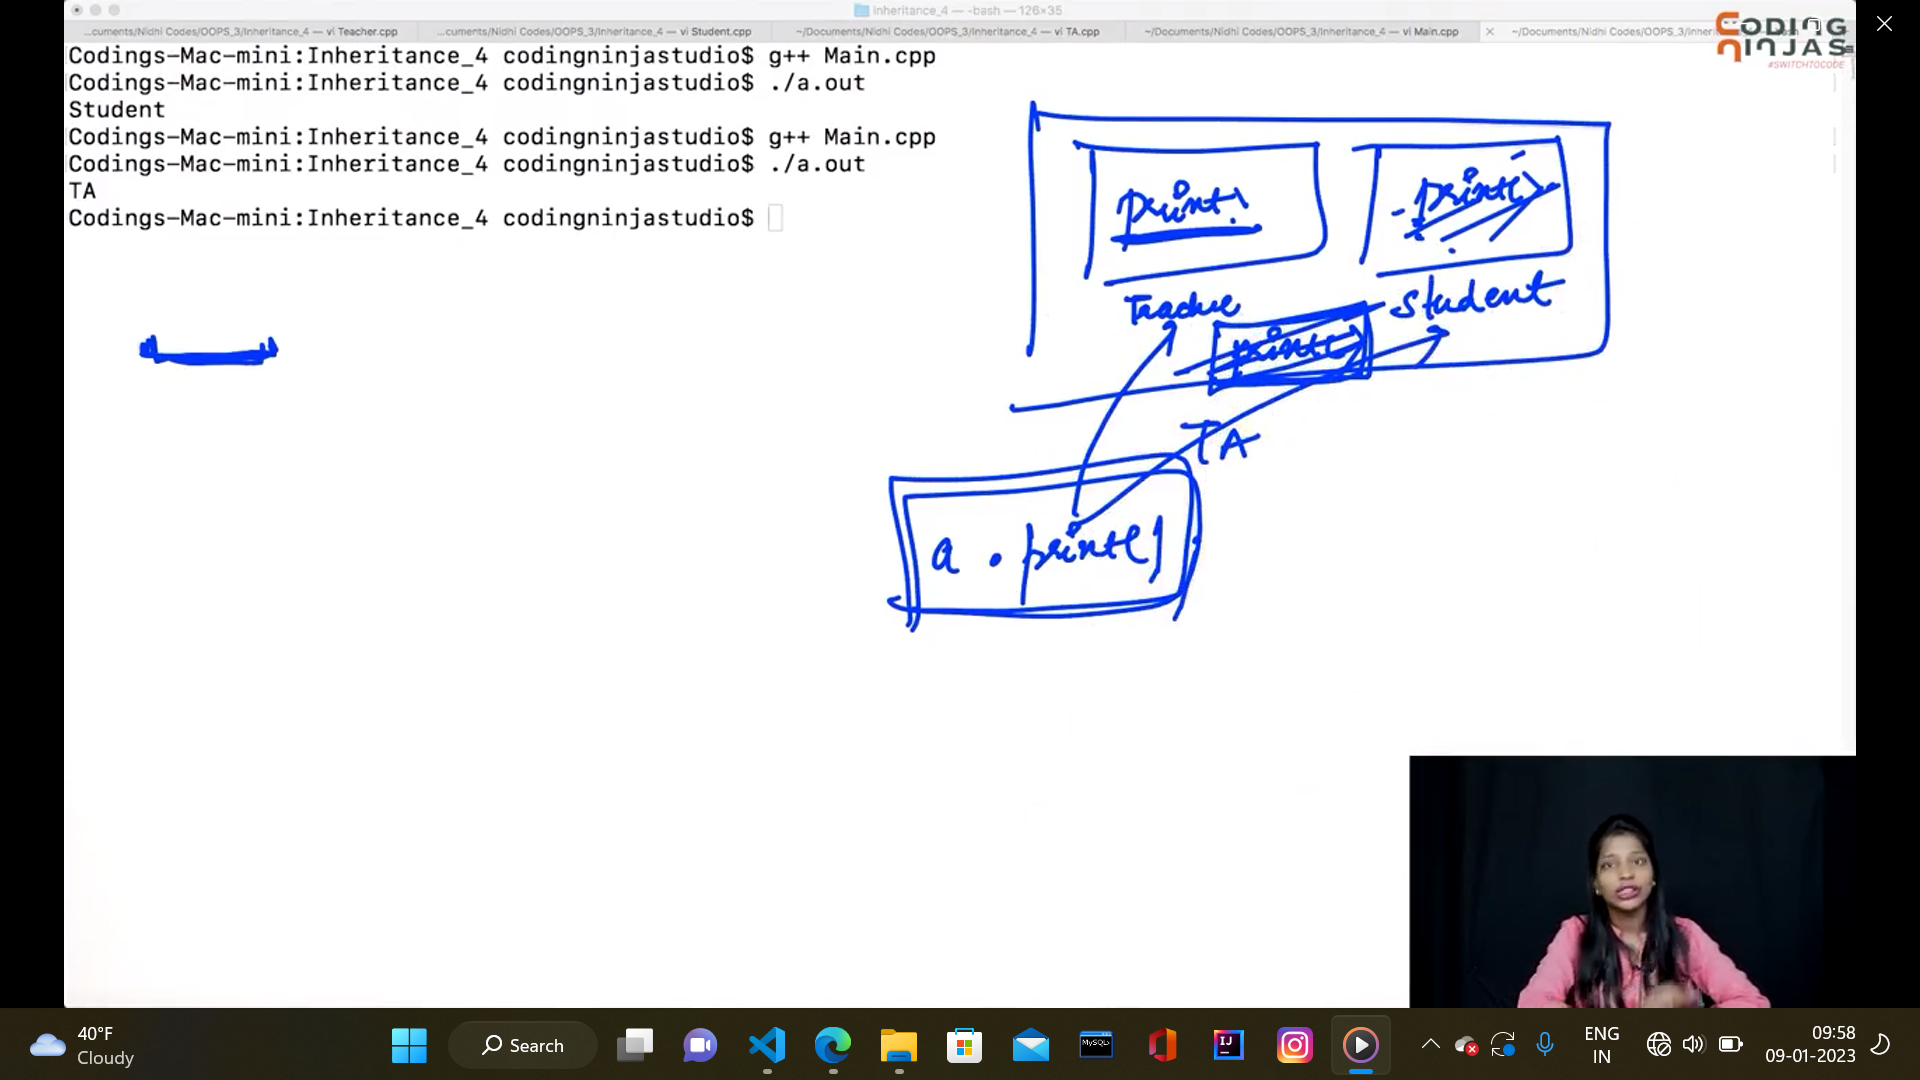 Inheritance_4 — -bash — 126×35
...cuments/Nidhi Codes/OOPS_3/Inheritance_4 — vi Teacher.cpp ...cuments/Nidhi Codes/OOPS_3/Inheritance_4 — vi Student.cpp ~/Documents/Nidhi Codes/OOPS_3/Inheritance_4 — vi TA.cpp ~/Documents/Nidhi Codes/OOPS_3/Inheritance_4 — vi Main.cpp ~/Documents/Nidhi Codes/OOPS_3/
CODING
NINJAS
#SWITCHTOCODE
Codings-Mac-mini:Inheritance_4 codingninjastudio$ g++ Main.cpp
Codings-Mac-mini:Inheritance_4 codingninjastudio$ ./a.out
Student
Codings-Mac-mini:Inheritance_4 codingninjastudio$ g++ Main.cpp
Codings-Mac-mini:Inheritance_4 codingninjastudio$ ./a.out
TA
Codings-Mac-mini:Inheritance_4 codingninjastudio$
print print()
Student
print()
TA
a . print()
40°F
Cloudy
Search
MySQL
IJ
ENG
IN
09:58
09-01-2023